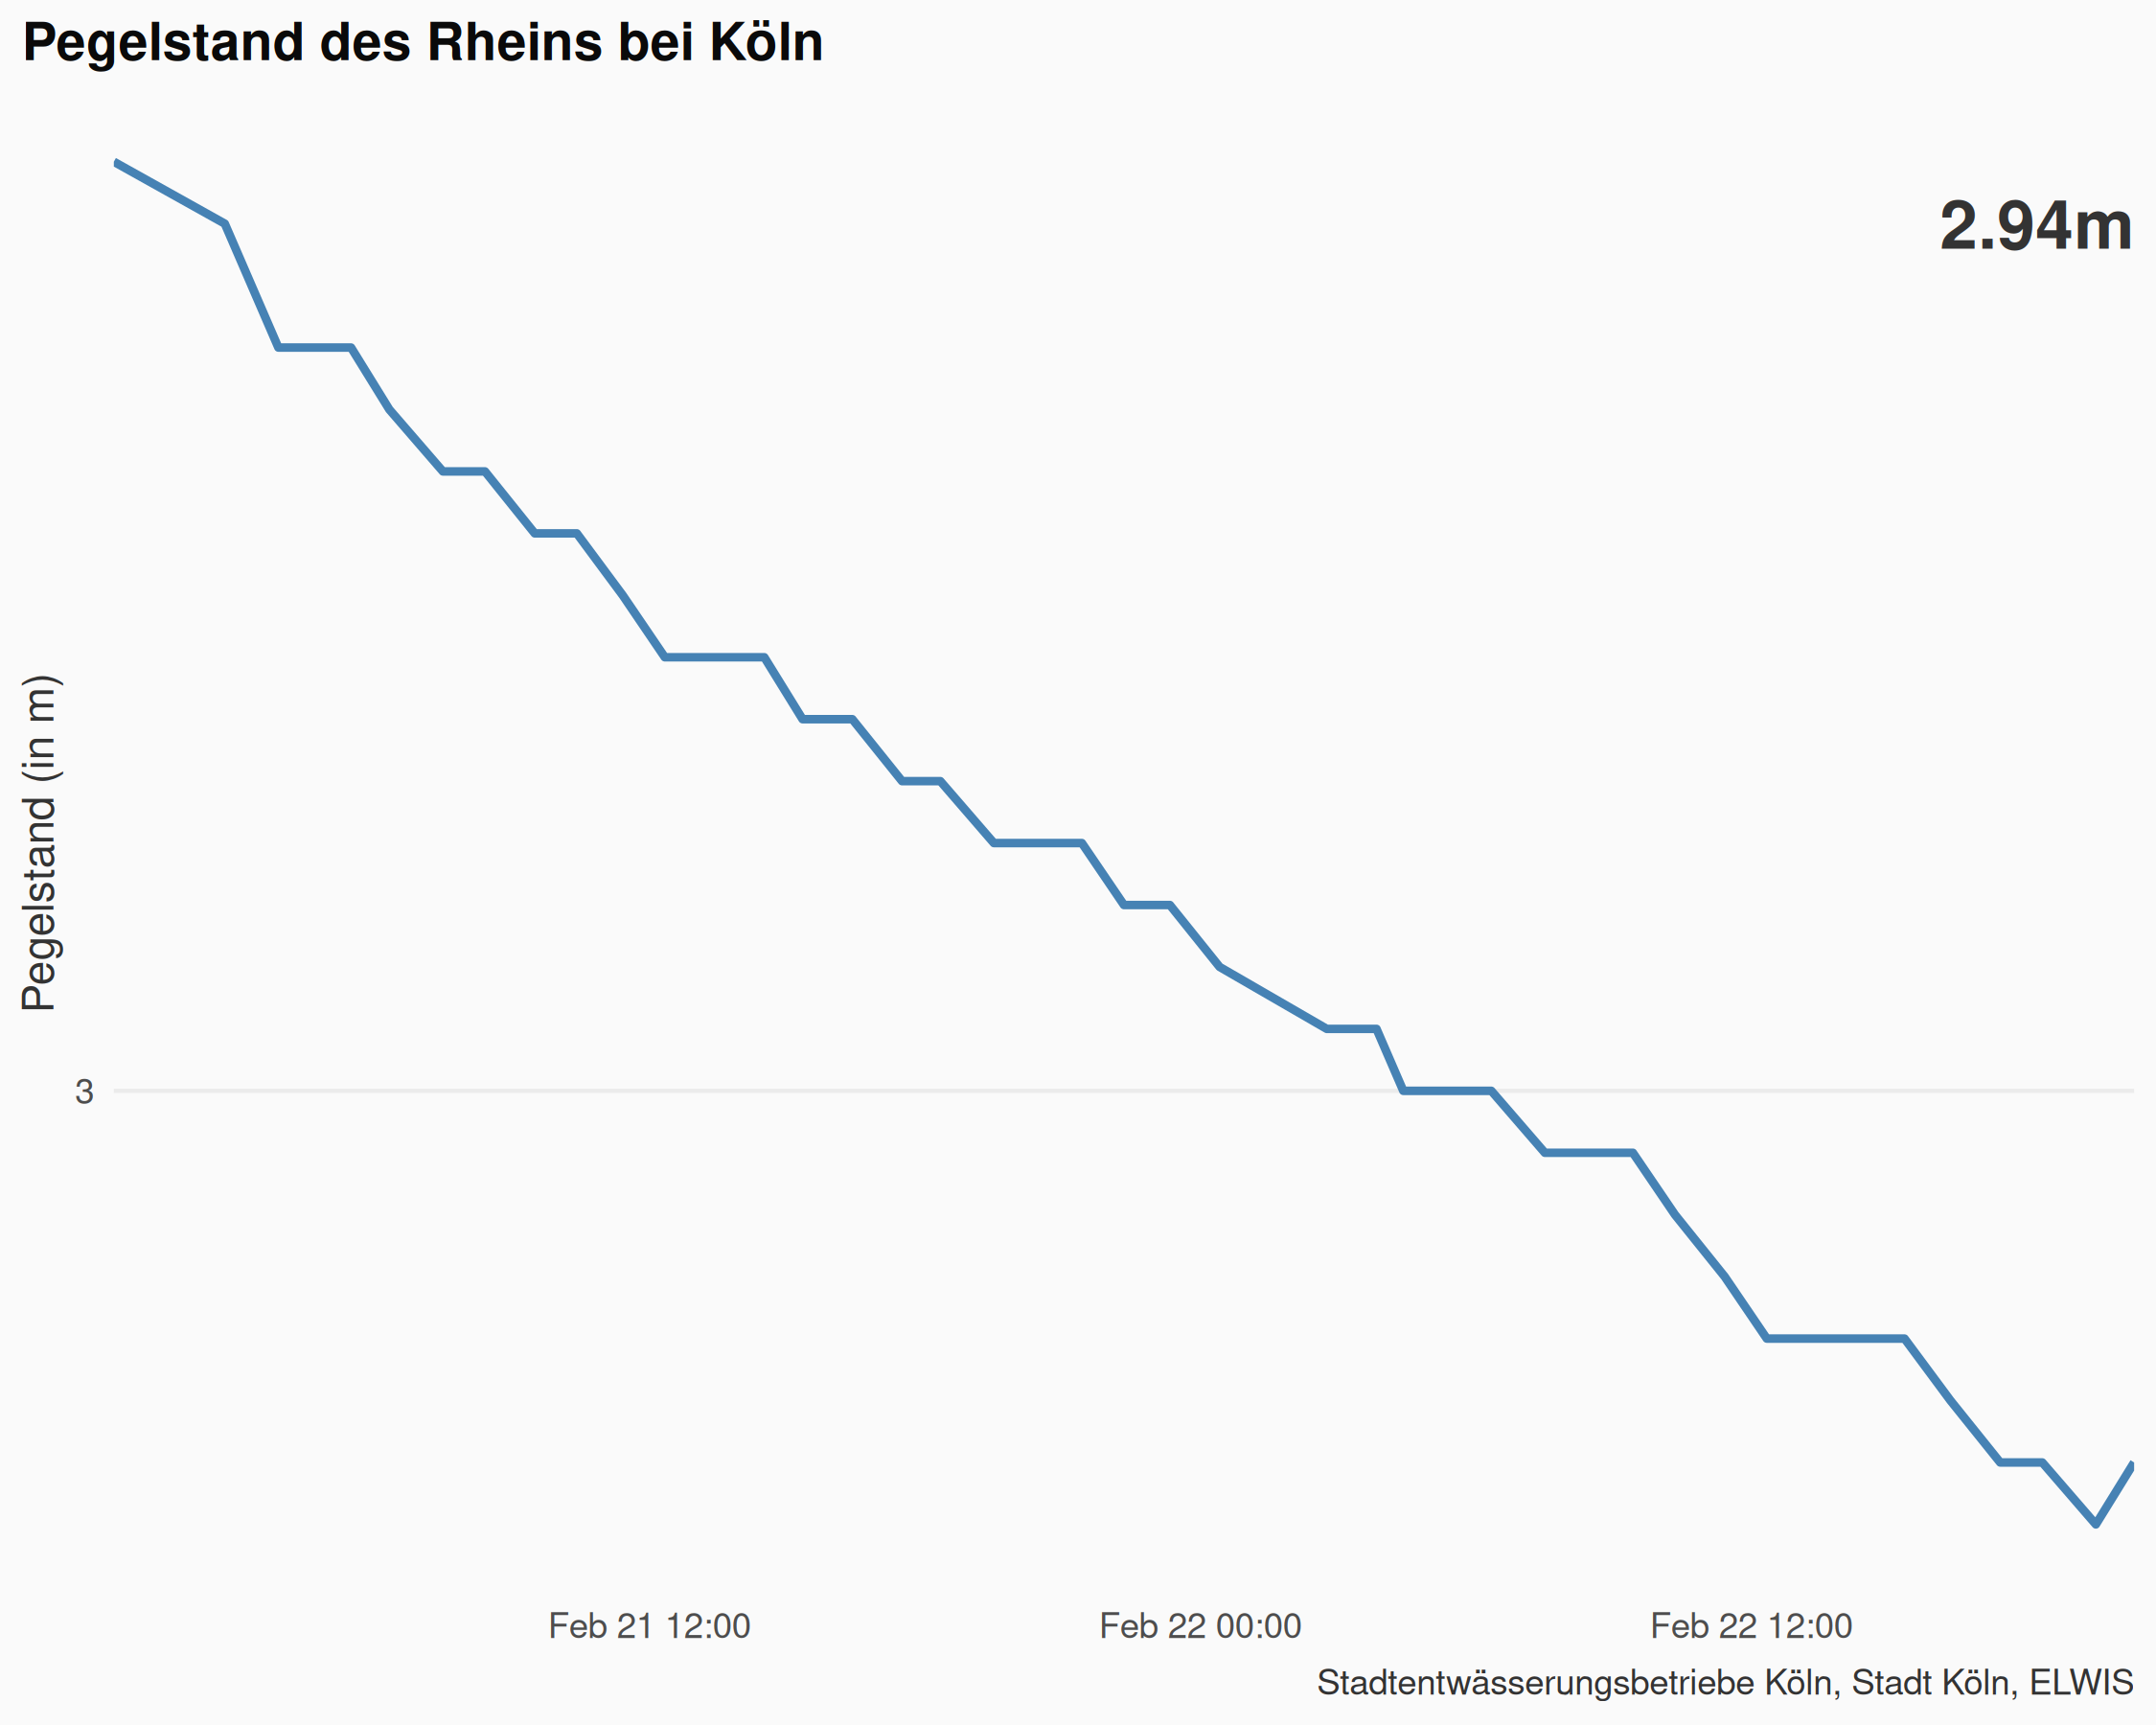 Pegelstand des Rheins bei Köln
2.94m
Pegelstand (in m)
3
Feb 21 12:00
Feb 22 00:00
Feb 22 12:00
Stadtentwässerungsbetriebe Köln, Stadt Köln, ELWIS